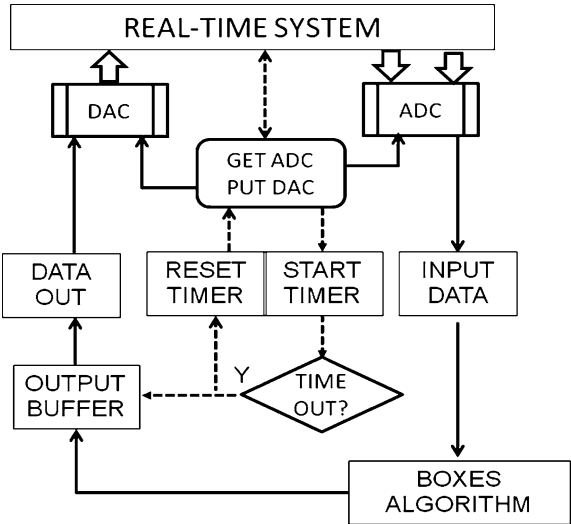 REAL-TIME SYSTEM
DAC
ADC
GET ADC
PUT DAC
DATA
OUT
RESET
TIMER
START
TIMER
INPUT
DATA
OUTPUT
BUFFER
Y
TIME
OUT?
BOXES
ALGORITHM